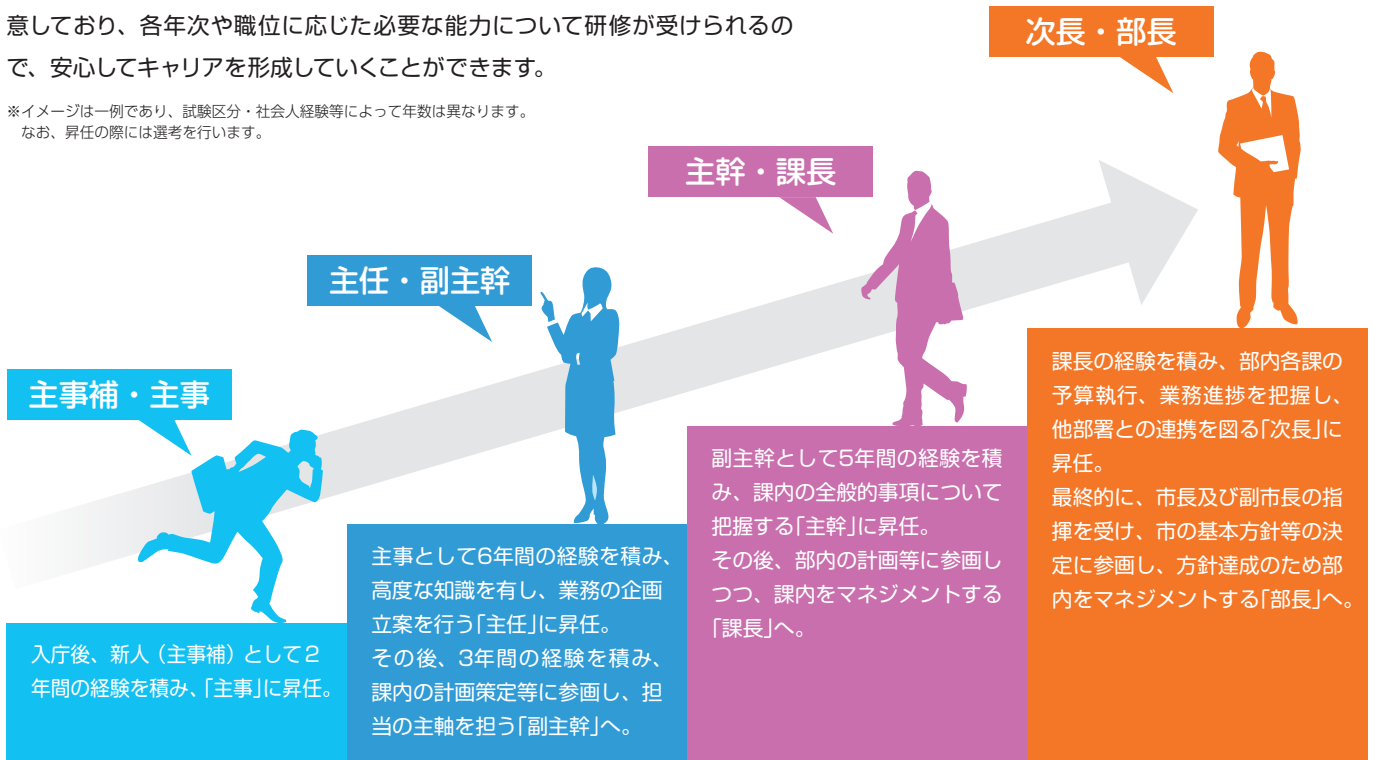 意しており、各年次や職位に応じた必要な能力について研修が受けられるの
で、安心してキャリアを形成していくことができます。
※イメージは一例であり、試験区分・社会人経験等によって年数は異なります。
なお、昇任の際には選考を行います。
主事補・主事
入庁後、新人（主事補）として２
年間の経験を積み、「主事」に昇任。
主任・副主幹
主事として6年間の経験を積み、
高度な知識を有し、業務の企画
立案を行う「主任」に昇任。
その後、3年間の経験を積み、
課内の計画策定等に参画し、担
当の主軸を担う「副主幹」へ。
主幹・課長
副主幹として5年間の経験を積
み、課内の全般的事項について
把握する「主幹」に昇任。
その後、部内の計画等に参画し
つつ、課内をマネジメントする
「課長」へ。
次長・部長
課長の経験を積み、部内各課の
予算執行、業務進捗を把握し、
他部署との連携を図る「次長」に
昇任。
最終的に、市長及び副市長の指
揮を受け、市の基本方針等の決
定に参画し、方針達成のため部
内をマネジメントする「部長」へ。